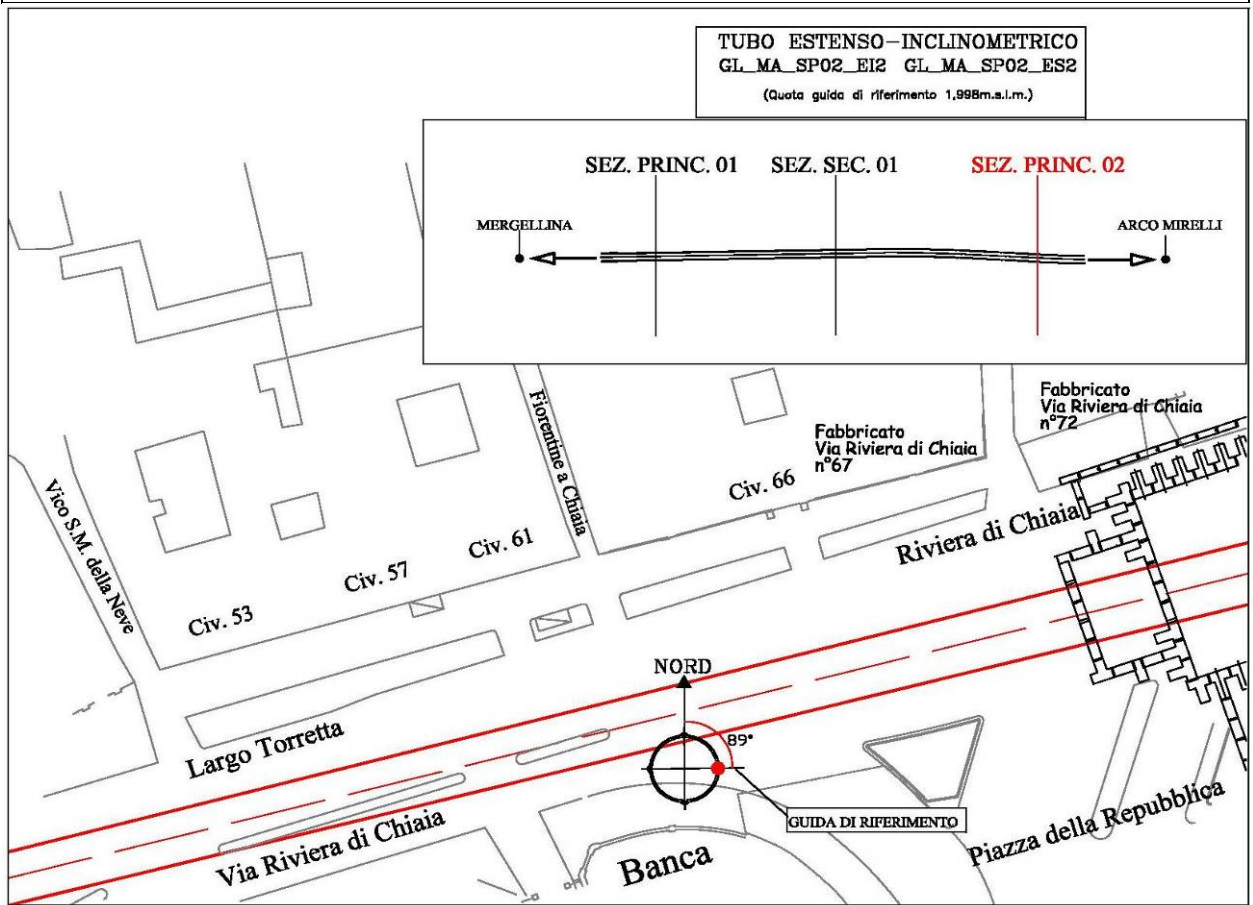 TUBO ESTENSO-INCLINOMETRICO
GL_MA_SP02_EI2 GL_MA_SP02_ES2
(Quota guida di riferimento 1,998m.s.l.m.)
SEZ. PRINC. 01
SEZ. SEC. 01
SEZ. PRINC. 02
MERGELLINA
ARCO MIRELLI
Fabbricato
Via Riviera di Chiaia
n°72
Fabbricato
Via Riviera di Chiaia
n°67
Fiorentine a Chiaia
Vico S.M. della Neve
Civ. 66
Civ. 61
Civ. 57
Civ. 53
Riviera di Chiaia
NORD
89°
Largo Torretta
GUIDA DI RIFERIMENTO
Via Riviera di Chiaia
Banca
Piazza della Repubblica